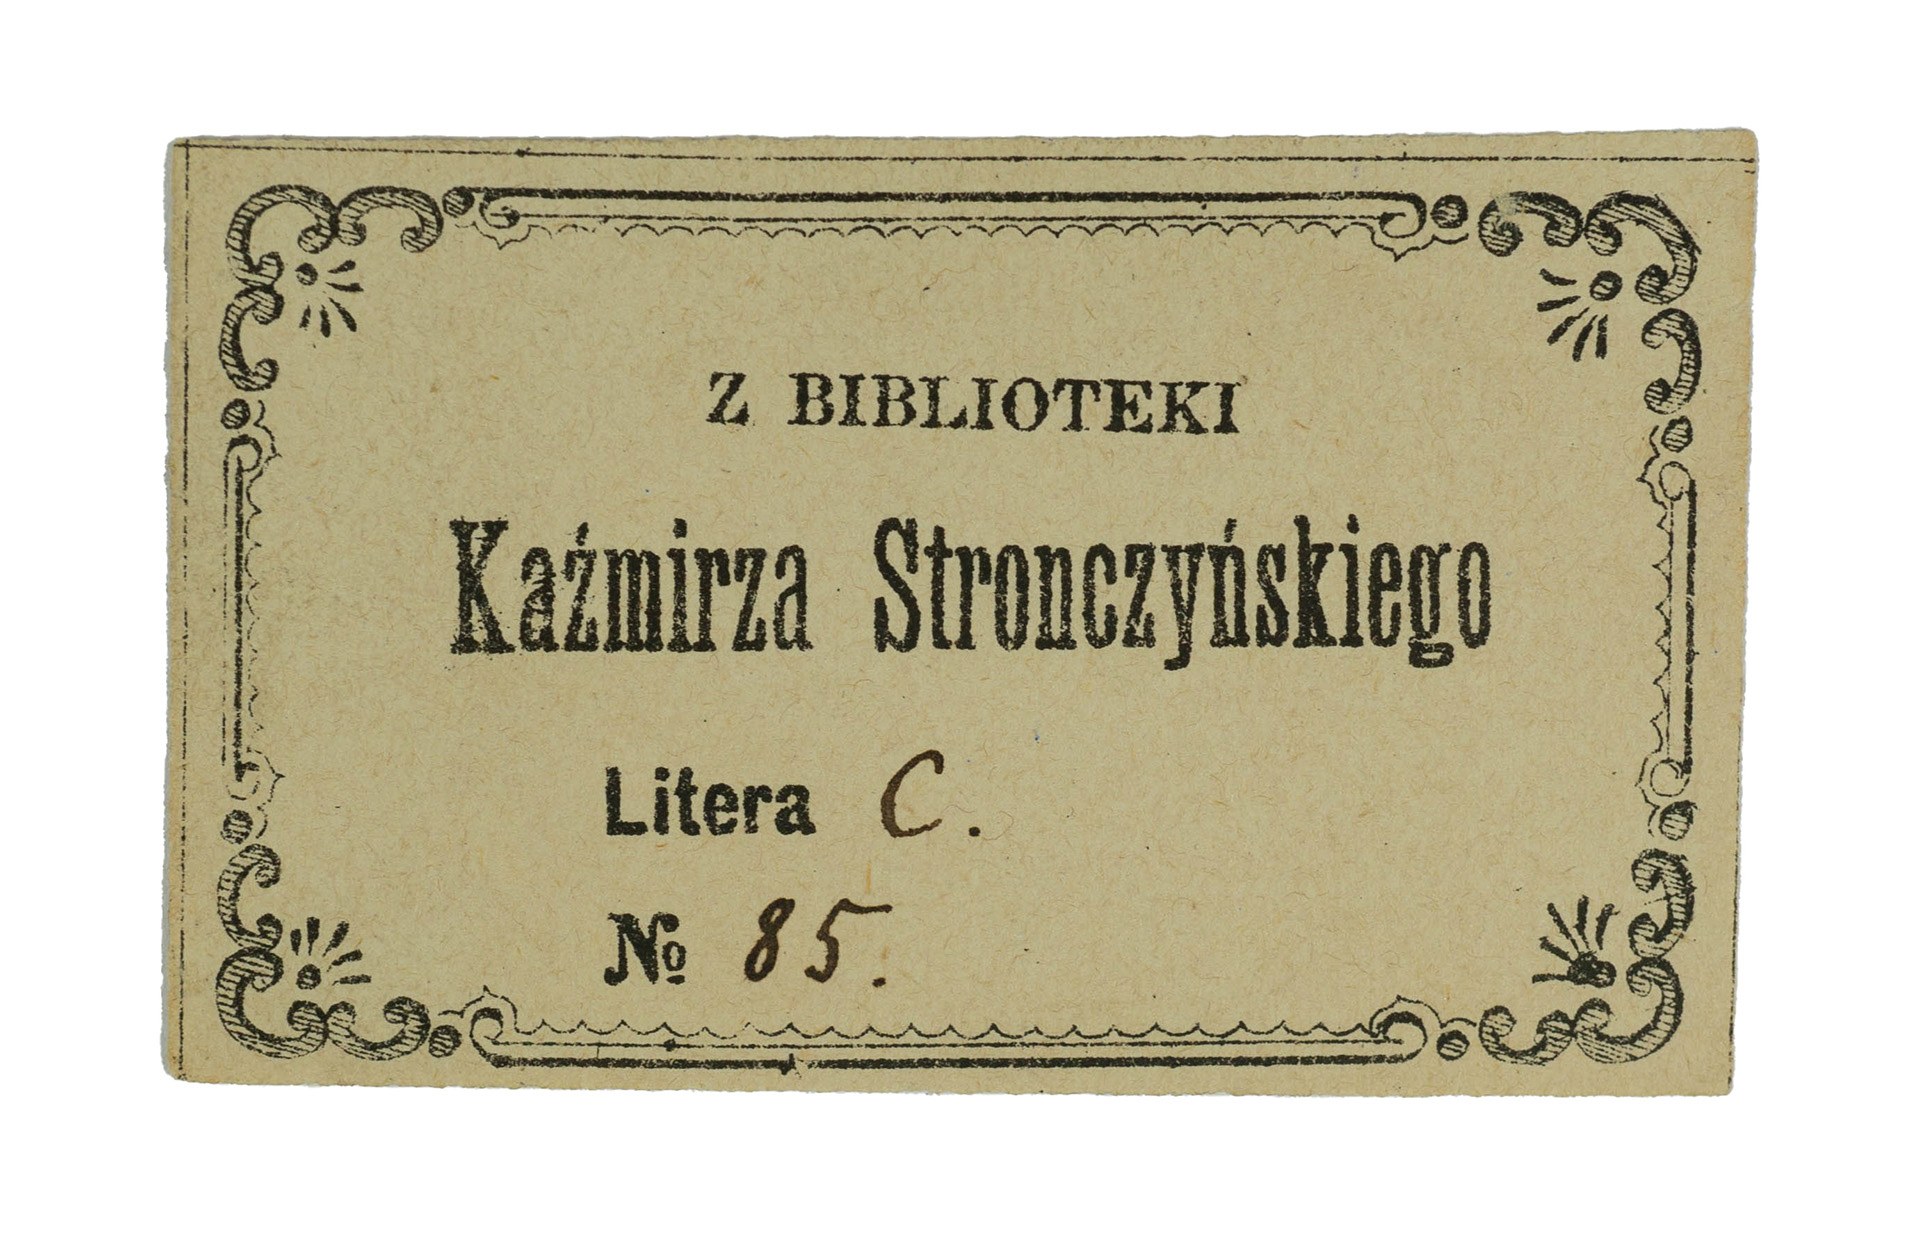 Z BIBLIOTEKI
Kaźmirza Stronczyńskiego
Litera C.
No 85.